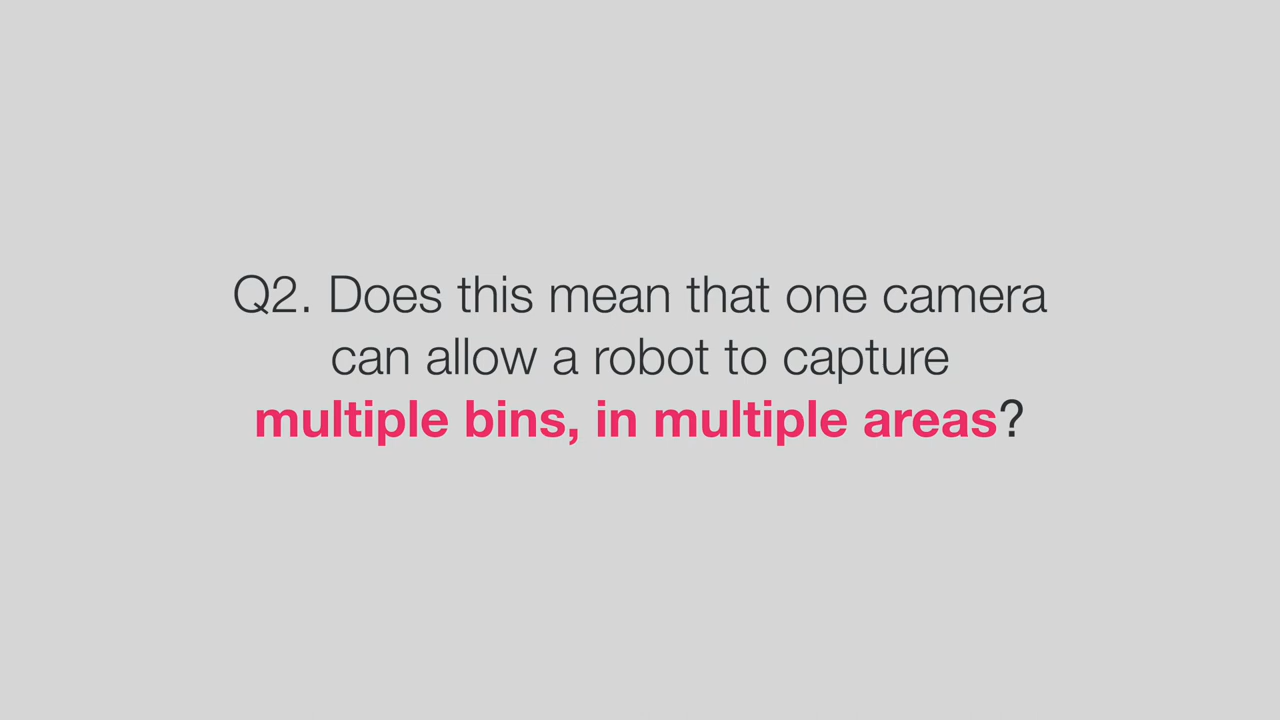 Q2. Does this mean that one camera
can allow a robot to capture
multiple bins, in multiple areas?